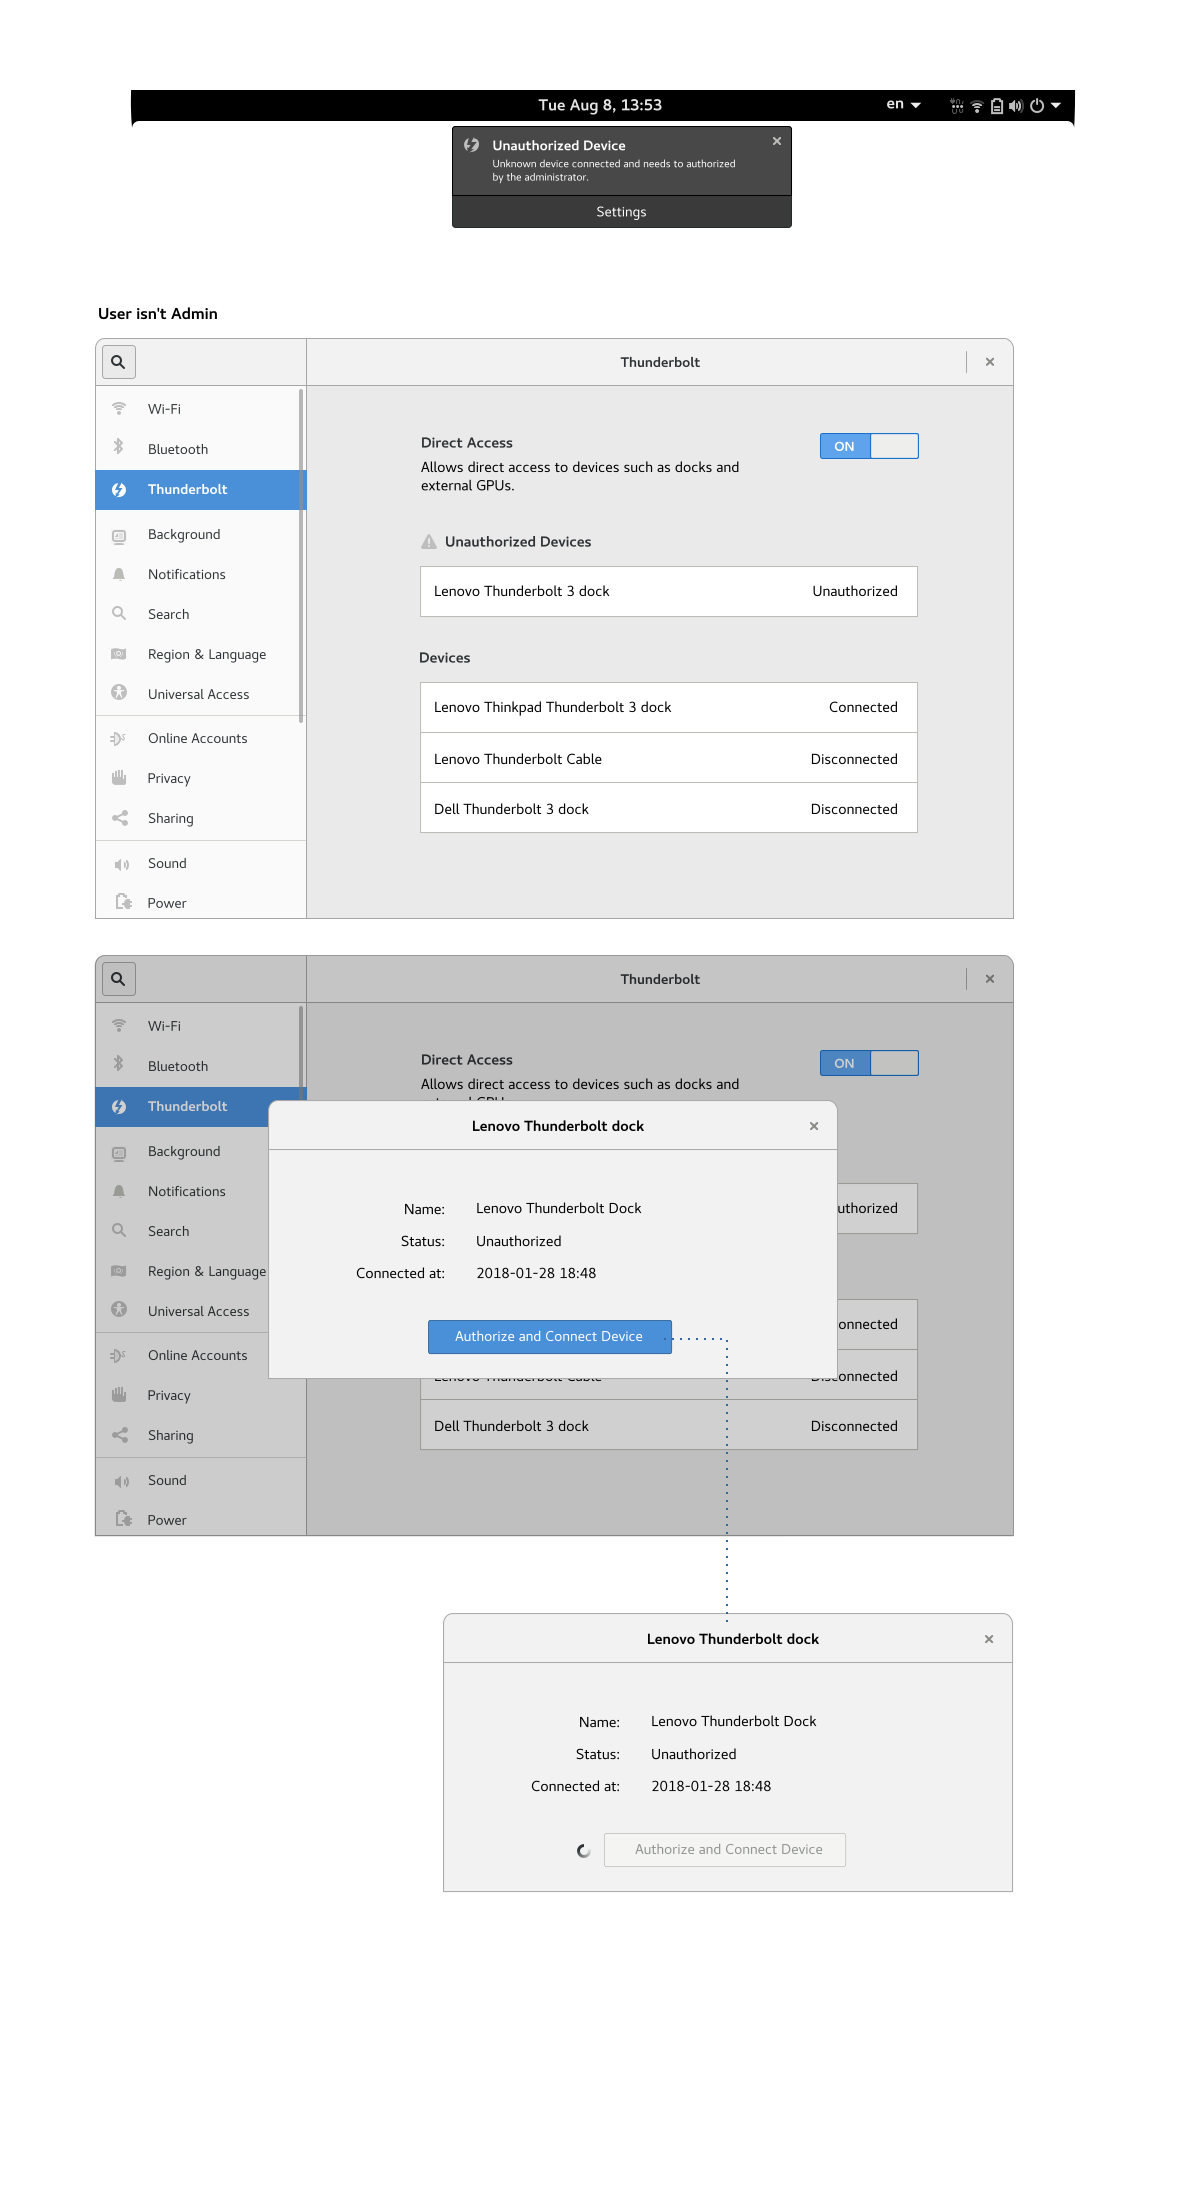 Tue Aug 8, 13:53
en
Unauthorized Device
Unknown device connected and needs to authorized
by the administrator.
Settings
User isn't Admin
Thunderbolt
Wi-Fi
Bluetooth
Thunderbolt
Background
Notifications
Search
Region & Language
Universal Access
Online Accounts
Privacy
Sharing
Sound
Power
Direct Access
ON
Allows direct access to devices such as docks and
external GPUs.
Unauthorized Devices
Lenovo Thunderbolt 3 dock Unauthorized
Devices
Lenovo Thinkpad Thunderbolt 3 dock Connected
Lenovo Thunderbolt Cable Disconnected
Dell Thunderbolt 3 dock Disconnected
Thunderbolt
Wi-Fi
Bluetooth
Thunderbolt
Background
Notifications
Search
Region & Language
Universal Access
Online Accounts
Privacy
Sharing
Sound
Power
Direct Access
ON
Allows direct access to devices such as docks and
Lenovo Thunderbolt dock
Name: Lenovo Thunderbolt Dock
Status: Unauthorized
Connected at: 2018-01-28 18:48
Authorize and Connect Device
uthorized
onnected
Lenovo Thunderbolt Cable Disconnected
Dell Thunderbolt 3 dock Disconnected
Lenovo Thunderbolt dock
Name: Lenovo Thunderbolt Dock
Status: Unauthorized
Connected at: 2018-01-28 18:48
Authorize and Connect Device